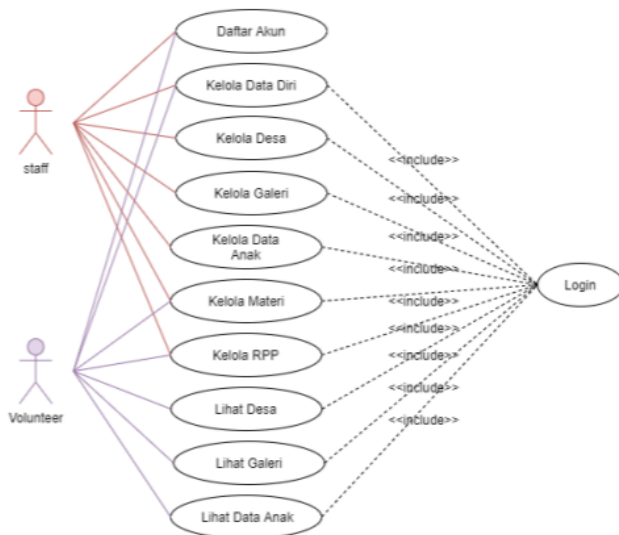 Daftar Akun
Kelola Data Diri
staff
Kelola Desa
<<include>>
Kelola Galeri
<<include>>
Kelola Data
Anak
<<include>>
<<include>>
Login
Kelola Materi
<<include>>
<<include>>
Kelola RPP
<<include>>
Volunteer
Lihat Desa
<<include>>
<<include>>
Lihat Galeri
Lihat Data Anak